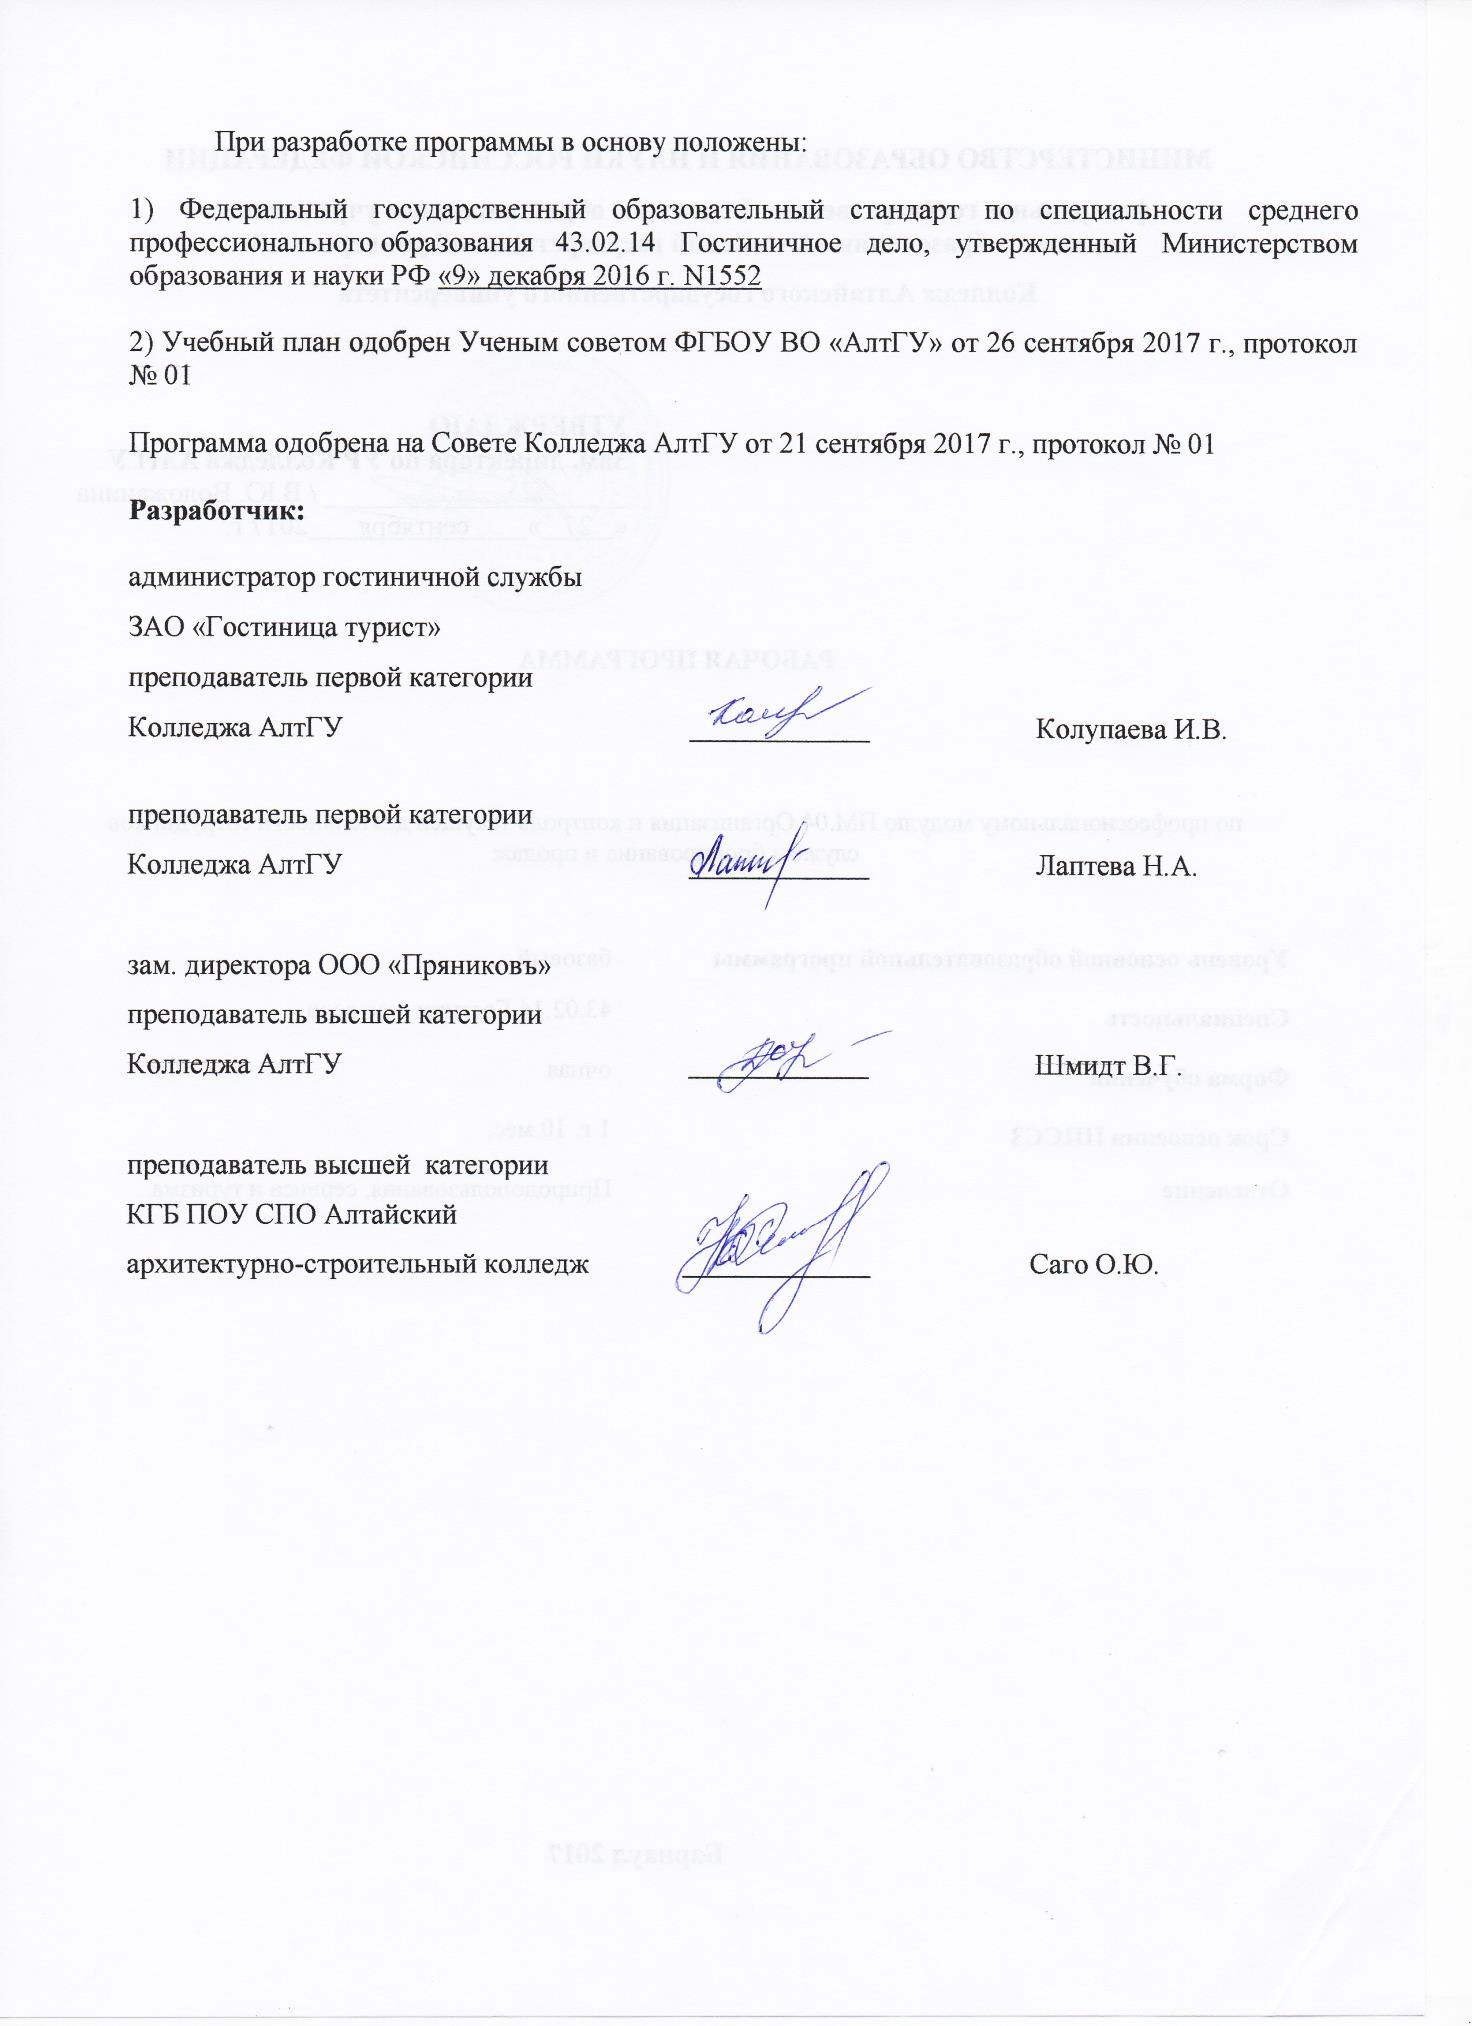 При разработке программы в основу положены:
1) Федеральный государственный образовательный стандарт по специальности среднего
профессионального образования 43.02.14 Гостиничное дело, утвержденный Министерством
образования и науки РФ «9» декабря 2016 г. N1552
2) Учебный план одобрен Ученым советом ФГБОУ ВО «АлтГУ» от 26 сентября 2017 г., протокол
№ 01
Программа одобрена на Совете Колледжа АлтГУ от 21 сентября 2017 г., протокол № 01
Разработчик:
администратор гостиничной службы
ЗАО «Гостиница турист»
преподаватель первой категории
Колледжа АлтГУ Колупаева И.В.
преподаватель первой категории
Колледжа АлтГУ Лаптева Н.А.
зам. директора ООО «Пряниковъ»
преподаватель высшей категории
Колледжа АлтГУ Шмидт В.Г.
преподаватель высшей категории
КГБ ПОУ СПО Алтайский
архитектурно-строительный колледж Саго О.Ю.